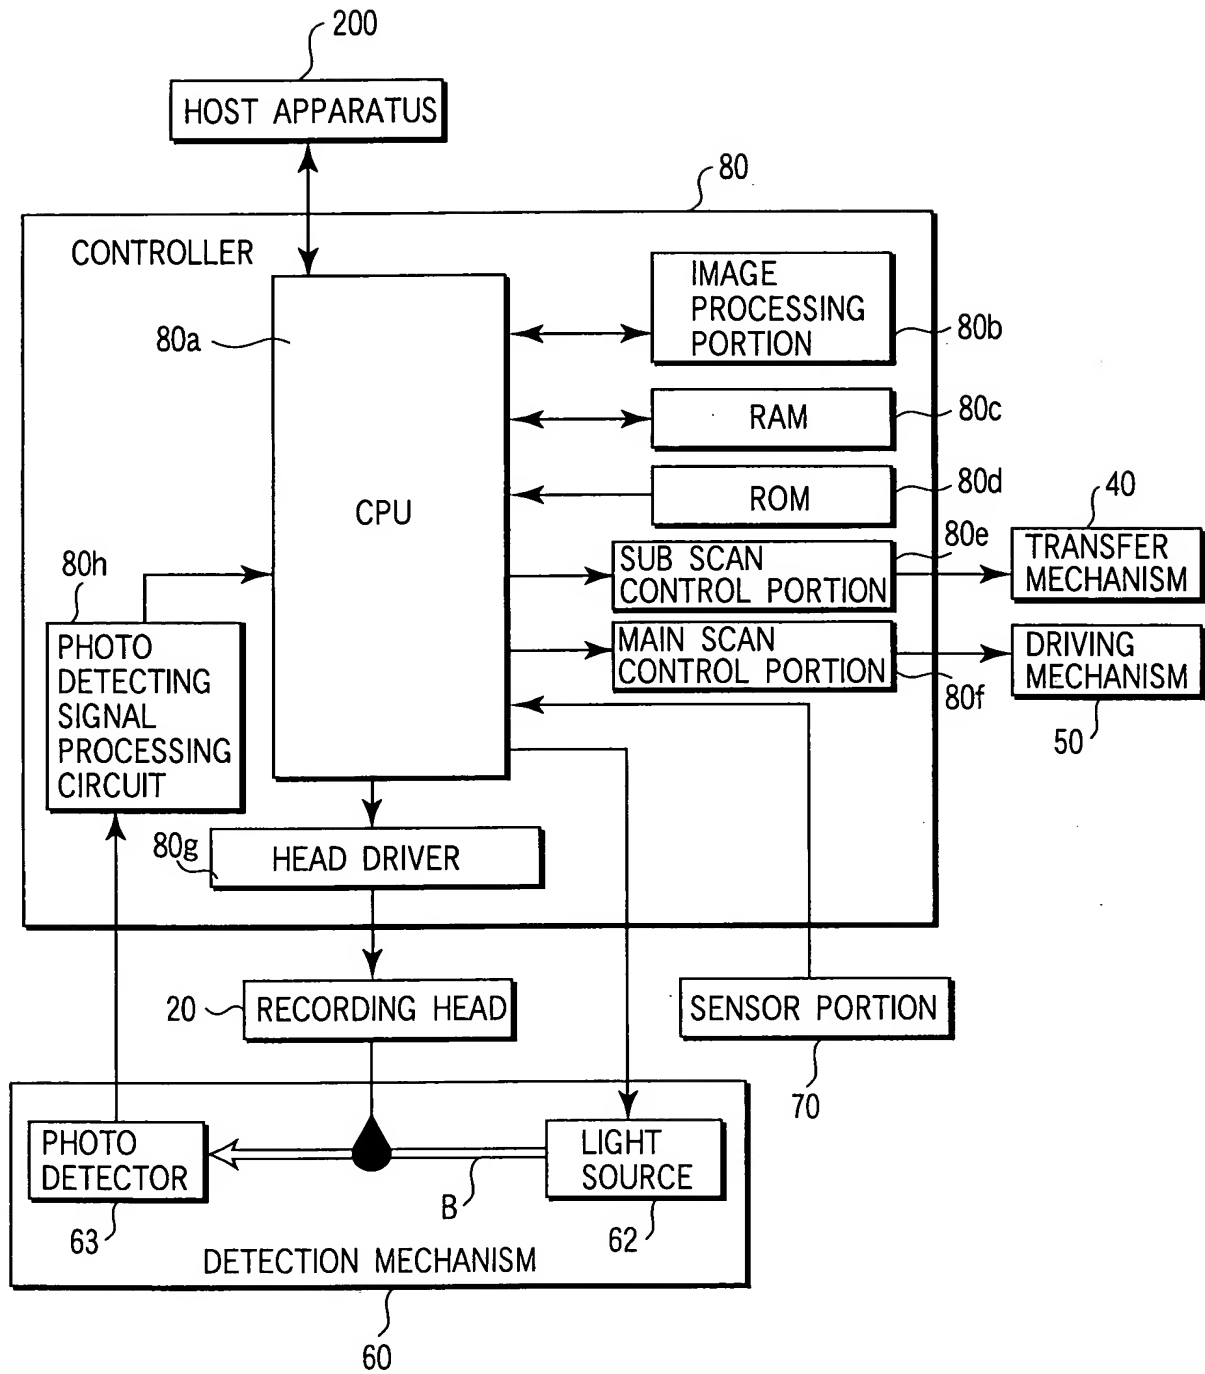 200
HOST APPARATUS
80
CONTROLLER
IMAGE
PROCESSING
PORTION
80b
80a
RAM
80c
CPU
ROM
80d
40
80e
SUB SCAN
CONTROL PORTION
TRANSFER
MECHANISM
80h
MAIN SCAN
CONTROL PORTION
80f
DRIVING
MECHANISM
50
PHOTO
DETECTING
SIGNAL
PROCESSING
CIRCUIT
80g
HEAD DRIVER
20
RECORDING HEAD
SENSOR PORTION
70
PHOTO
DETECTOR
63
B
LIGHT
SOURCE
62
DETECTION MECHANISM
60